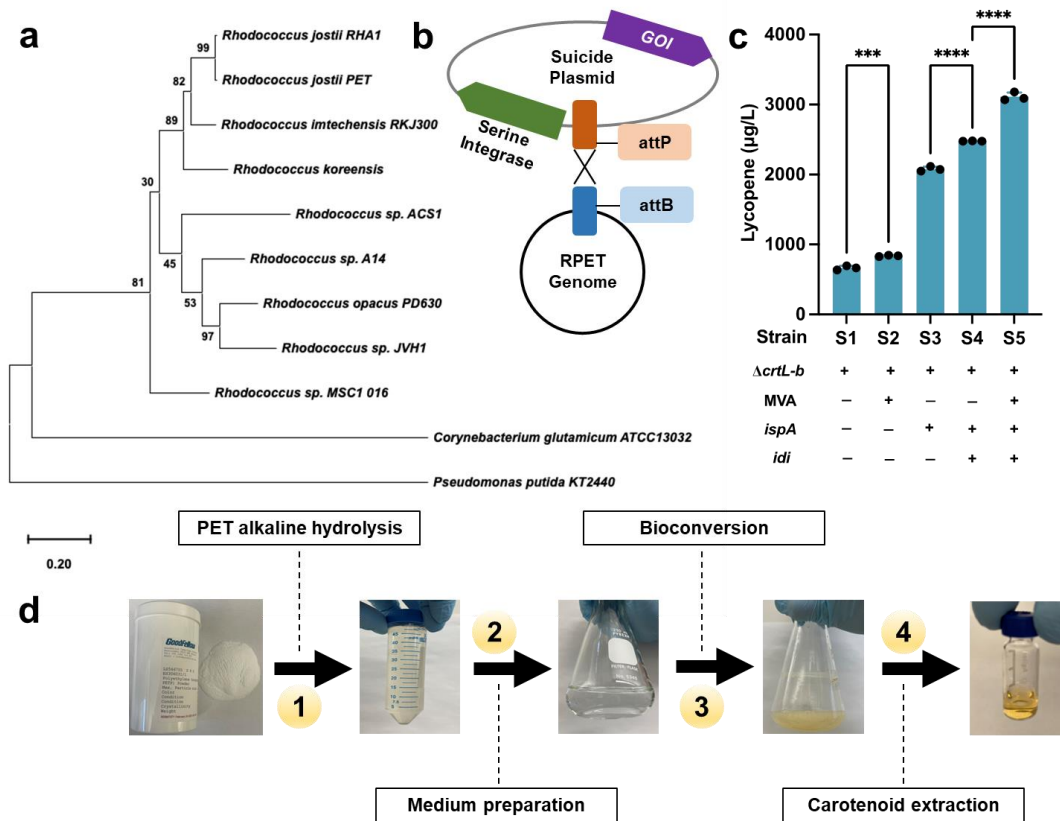 a
Rhodococcus jostii RHA1
Rhodococcus jostii PET
Rhodococcus imtechensis RKJ300
Rhodococcus koreensis
Rhodococcus sp. ACS1
Rhodococcus sp. A14
Rhodococcus opacus PD630
Rhodococcus sp. JVH1
Rhodococcus sp. MSC1 016
Corynebacterium glutamicum ATCC13032
Pseudomonas putida KT2440
99
82
89
30
45
53
97
81
0.20
b
GOI
Suicide
Plasmid
Serine
Integrase
attP
attB
RPET
Genome
c
Lycopene (µg/L)
4000
3000
2000
1000
0
***
****
****
Strain S1 S2 S3 S4 S5
ΔcrtL-b + + + + +
MVA – + – – +
ispA – – + + +
idi – – – + +
d
PET alkaline hydrolysis
Bioconversion
GoodFellow
1
2
3
4
Medium preparation
Carotenoid extraction